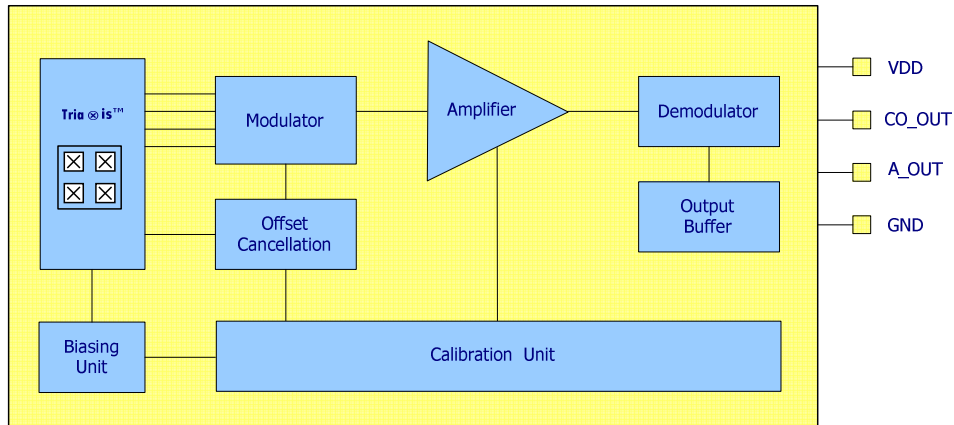 Tria⊗is™
Modulator
Amplifier
Demodulator
Offset
Cancellation
Output
Buffer
Biasing
Unit
Calibration Unit
VDD
CO_OUT
A_OUT
GND